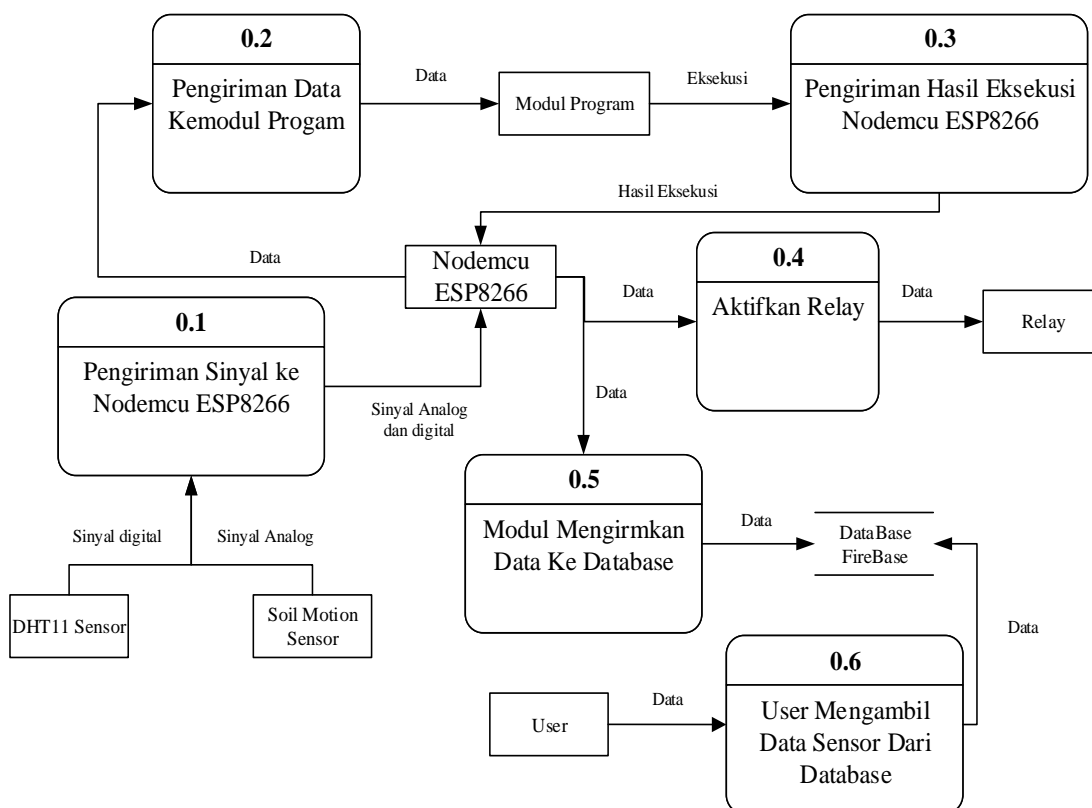 0.2
Pengiriman Data
Kemodul Progam
Data
Modul Program
Eksekusi
0.3
Pengiriman Hasil Eksekusi
Nodemcu ESP8266
Hasil Eksekusi
Data
Nodemcu
ESP8266
Data
0.4
Aktifkan Relay
Data
Relay
0.1
Pengiriman Sinyal ke
Nodemcu ESP8266
Sinyal Analog
dan digital
Data
Sinyal digital
Sinyal Analog
DHT11 Sensor
Soil Motion
Sensor
0.5
Modul Mengirmkan
Data Ke Database
Data
DataBase
FireBase
Data
User
Data
0.6
User Mengambil
Data Sensor Dari
Database